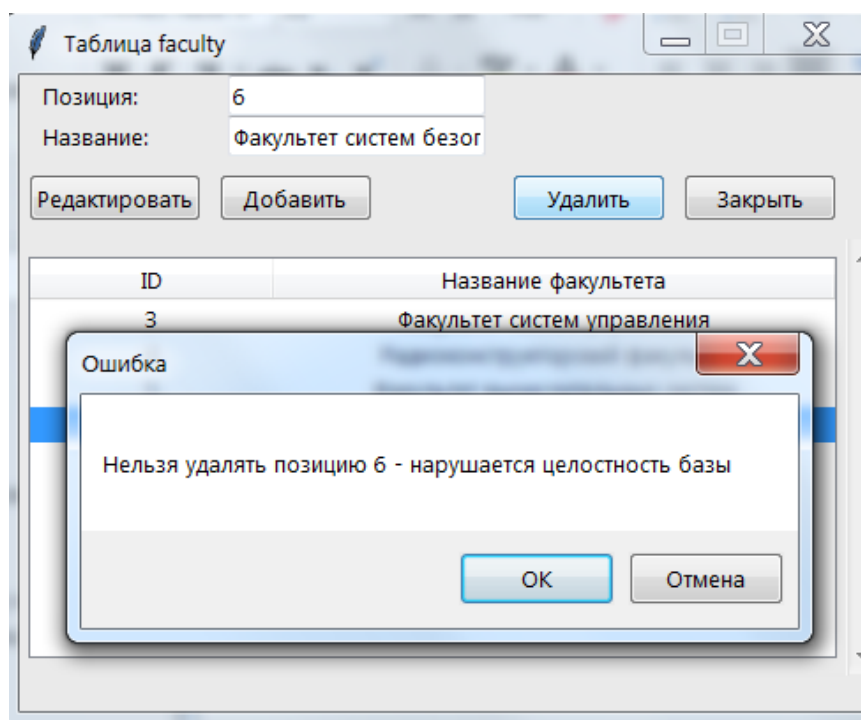 Таблица faculty
Позиция: 6
Название: Факультет систем безог
Редактировать Добавить Удалить Закрыть
ID Название факультета
3 Факультет систем управления
Ошибка
Нельзя удалять позицию 6 - нарушается целостность базы
OK Отмена